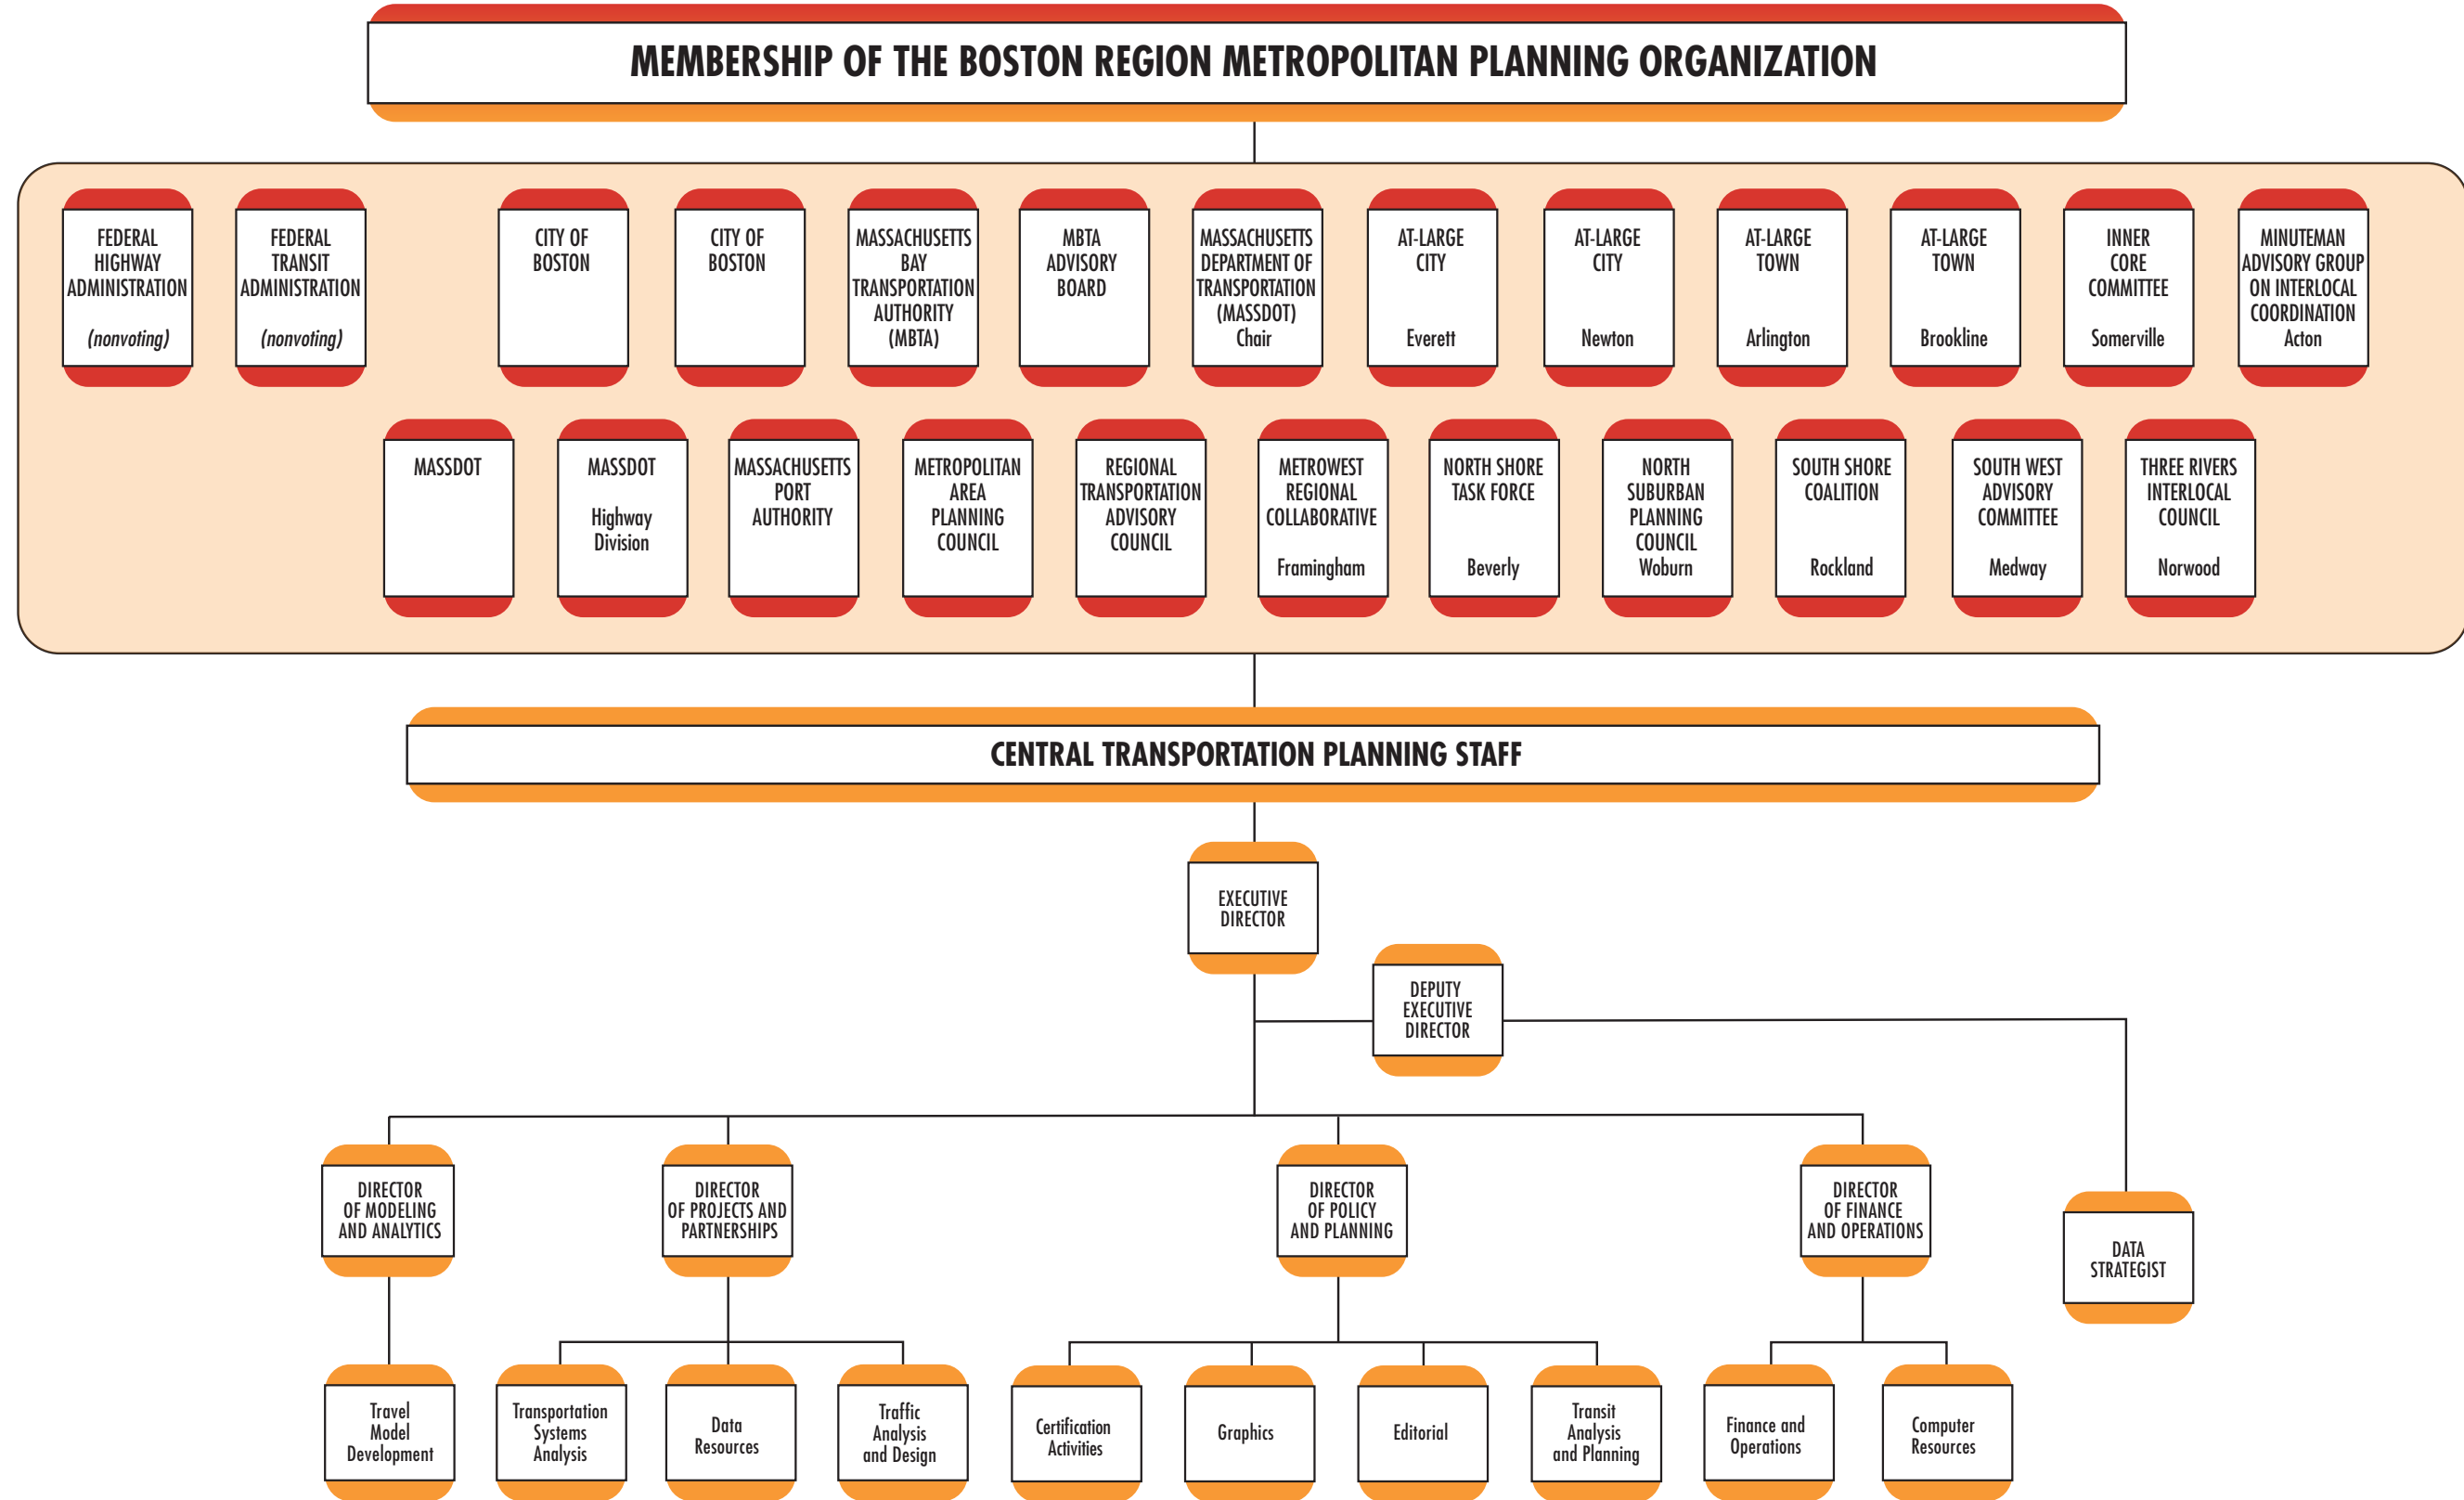 MEMBERSHIP OF THE BOSTON REGION METROPOLITAN PLANNING ORGANIZATION
FEDERAL
HIGHWAY
ADMINISTRATION
(nonvoting)
FEDERAL
TRANSIT
ADMINISTRATION
(nonvoting)
CITY OF
BOSTON
CITY OF
BOSTON
MASSACHUSETTS
BAY
TRANSPORTATION
AUTHORITY
(MBTA)
MBTA
ADVISORY
BOARD
MASSACHUSETTS
DEPARTMENT OF
TRANSPORTATION
(MASSDOT)
Chair
AT-LARGE
CITY
Everett
AT-LARGE
CITY
Newton
AT-LARGE
TOWN
Arlington
AT-LARGE
TOWN
Brookline
INNER
CORE
COMMITTEE
Somerville
MINUTEMAN
ADVISORY GROUP
ON INTERLOCAL
COORDINATION
Acton
MASSDOT
MASSDOT
Highway
Division
MASSACHUSETTS
PORT
AUTHORITY
METROPOLITAN
AREA
PLANNING
COUNCIL
REGIONAL
TRANSPORTATION
ADVISORY
COUNCIL
METROWEST
REGIONAL
COLLABORATIVE
Framingham
NORTH SHORE
TASK FORCE
Beverly
NORTH
SUBURBAN
PLANNING
COUNCIL
Woburn
SOUTH SHORE
COALITION
Rockland
SOUTH WEST
ADVISORY
COMMITTEE
Medway
THREE RIVERS
INTERLOCAL
COUNCIL
Norwood
CENTRAL TRANSPORTATION PLANNING STAFF
EXECUTIVE
DIRECTOR
DEPUTY
EXECUTIVE
DIRECTOR
DIRECTOR
OF MODELING
AND ANALYTICS
DIRECTOR
OF PROJECTS AND
PARTNERSHIPS
DIRECTOR
OF POLICY
AND PLANNING
DIRECTOR
OF FINANCE
AND OPERATIONS
DATA
STRATEGIST
Travel
Model
Development
Transportation
Systems
Analysis
Data
Resources
Traffic
Analysis
and Design
Certification
Activities
Graphics
Editorial
Transit
Analysis
and Planning
Finance and
Operations
Computer
Resources